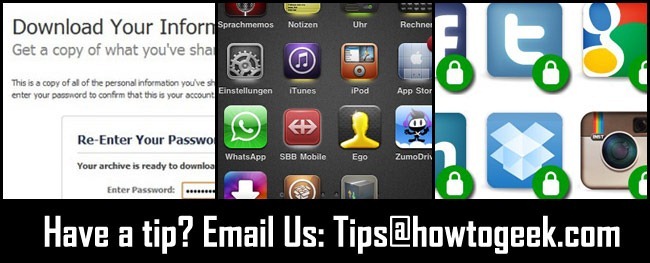 Download Your Inform
Get a copy of what you've sha
This is a copy of all of the personal information you've sh
enter your password to confirm that this is your account.
Re-Enter Your Passwo
Your archive is ready to downloa
Enter Password:
Sprachmemos Notizen Uhr Rechner
Einstellungen iTunes iPod App Stor
WhatsApp SBB Mobile Ego ZumoDriv
INST
Have a tip? Email Us: Tips@howtogeek.com